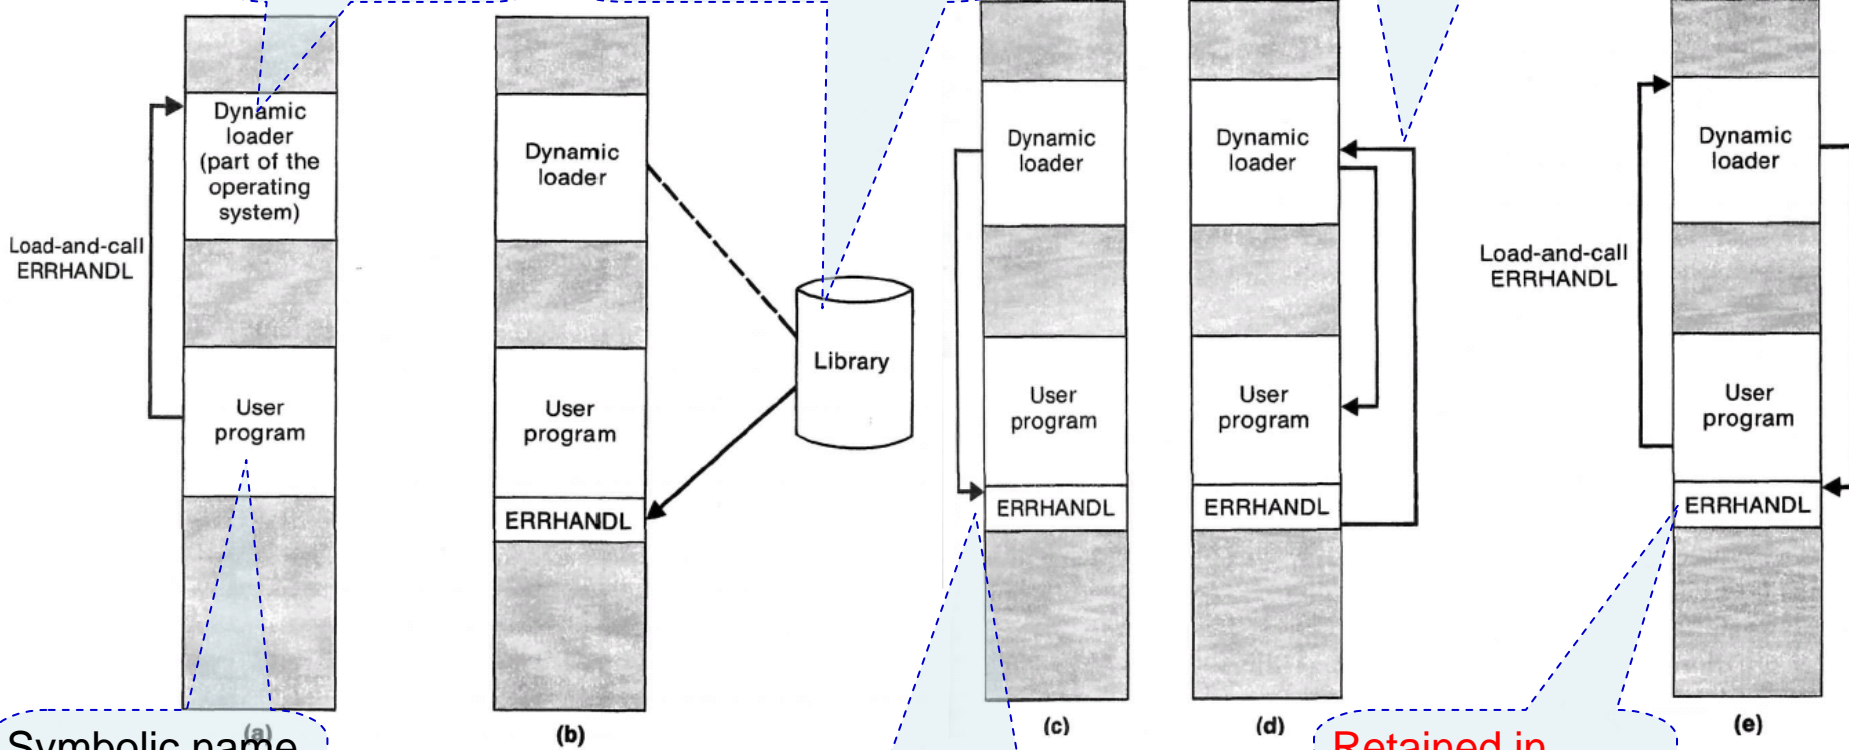 Load-and-call
ERRHANDL
Dynamic
loader
(part of the
operating
system)
User
program
Symbolic name
(a)
Dynamic
loader
User
program
ERRHANDL
(b)
Library
Dynamic
loader
User
program
ERRHANDL
(c)
Dynamic
loader
User
program
ERRHANDL
(d)
Load-and-call
ERRHANDL
Dynamic
loader
User
program
ERRHANDL
(e)
Retained in